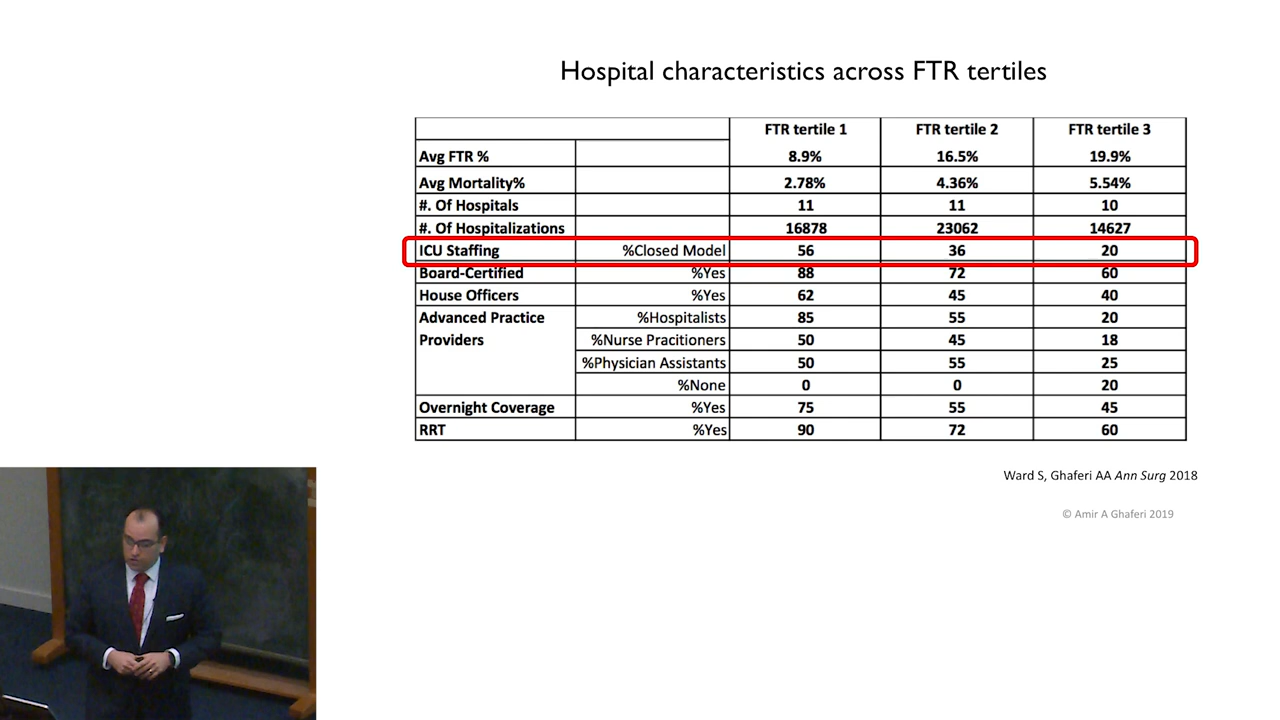 Hospital characteristics across FTR tertiles
FTR tertile 1 FTR tertile 2 FTR tertile 3
Avg FTR % 8.9% 16.5% 19.9%
Avg Mortality% 2.78% 4.36% 5.54%
#. Of Hospitals 11 11 10
#. Of Hospitalizations 16878 23062 14627
ICU Staffing %Closed Model 56 36 20
Board-Certified %Yes 88 72 60
House Officers %Yes 62 45 40
Advanced Practice %Hospitalists 85 55 20
Providers %Nurse Pracitioners 50 45 18
%Physician Assistants 50 55 25
%None 0 0 20
Overnight Coverage %Yes 75 55 45
RRT %Yes 90 72 60
Ward S, Ghaferi AA Ann Surg 2018
© Amir A Ghaferi 2019